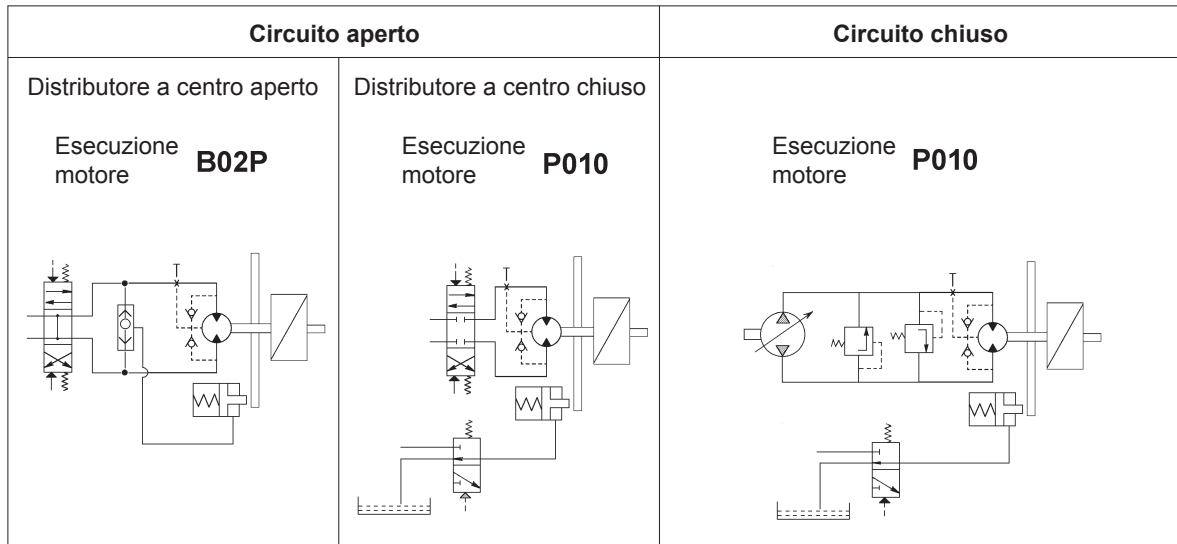 Circuito aperto
Circuito chiuso
Distributore a centro aperto
Distributore a centro chiuso
Esecuzione motore B02P
Esecuzione motore P010
Esecuzione motore P010
T
T
T